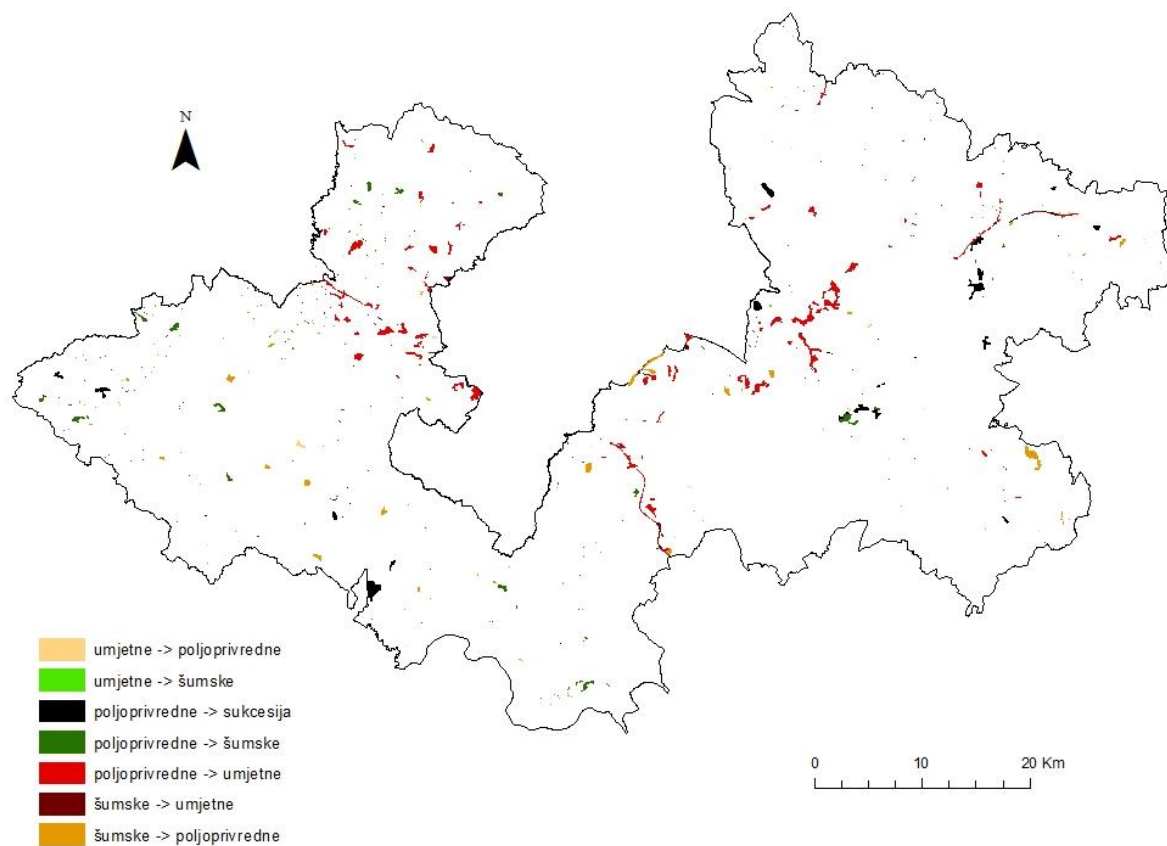 N
umjetne -> poljoprivredne
umjetne -> šumske
poljoprivredne -> sukcesija
poljoprivredne -> šumske
poljoprivredne -> umjetne
šumske -> umjetne
šumske -> poljoprivredne
0 10 20 Km